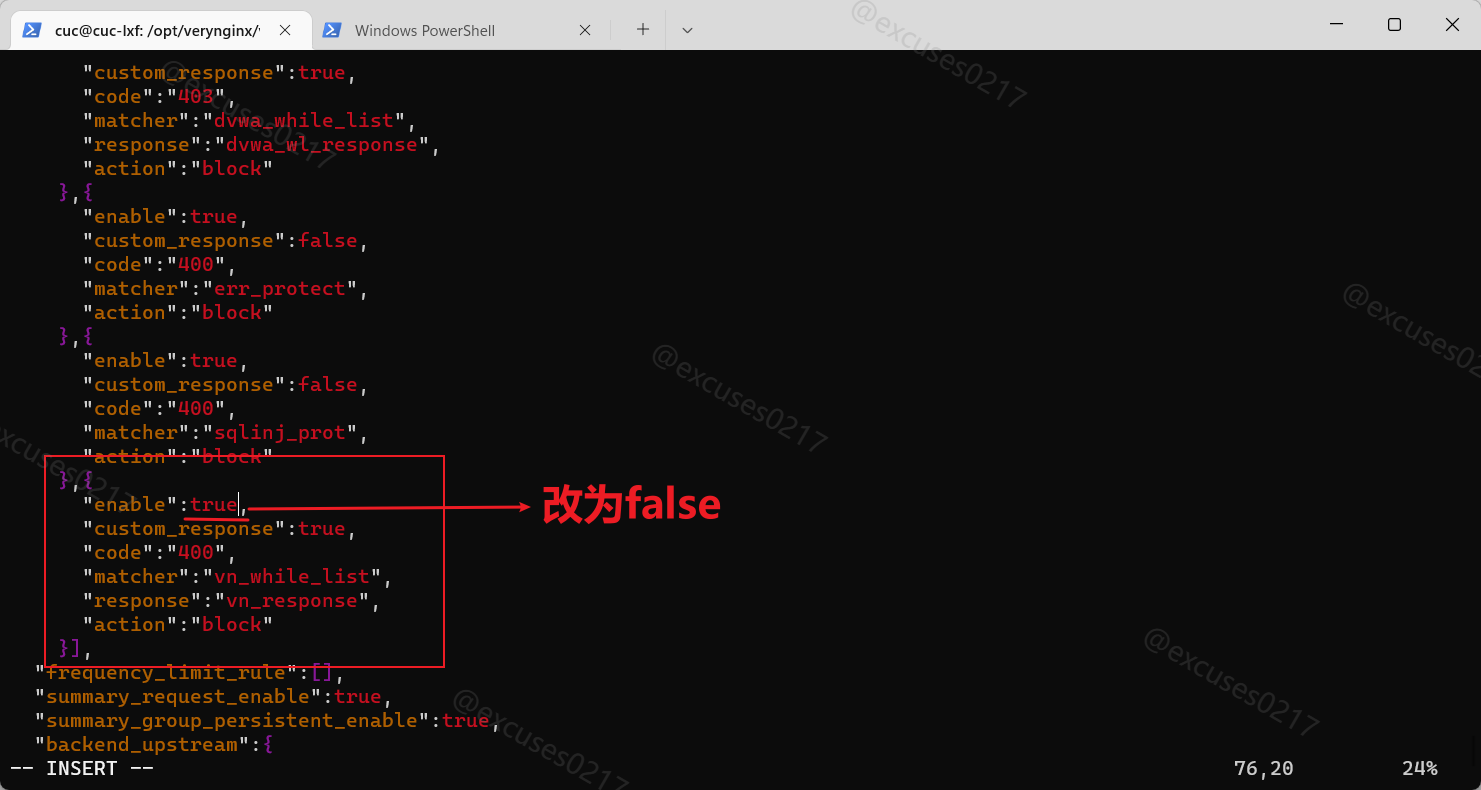 cuc@cuc-lxf: /opt/verynginx/
Windows PowerShell
"custom_response":true,
"code":"403",
"matcher":"dvwa_while_list",
"response":"dvwa_wl_response",
"action":"block"
},{
"enable":true,
"custom_response":false,
"code":"400",
"matcher":"err_protect",
"action":"block"
},{
"enable":true,
"custom_response":false,
"code":"400",
"matcher":"sqlinj_prot",
"action":"block"
},{
"enable":true, 改为false
"custom_response":true,
"code":"400",
"matcher":"vn_while_list",
"response":"vn_response",
"action":"block"
}],
"frequency_limit_rule":[],
"summary_request_enable":true,
"summary_group_persistent_enable":true,
"backend_upstream":{
-- INSERT -- 76,20 24%
@excuses0217
@excuses0217
@excuses0217
@excuses02
xcuses0217
@excuses0217
@excuses0217